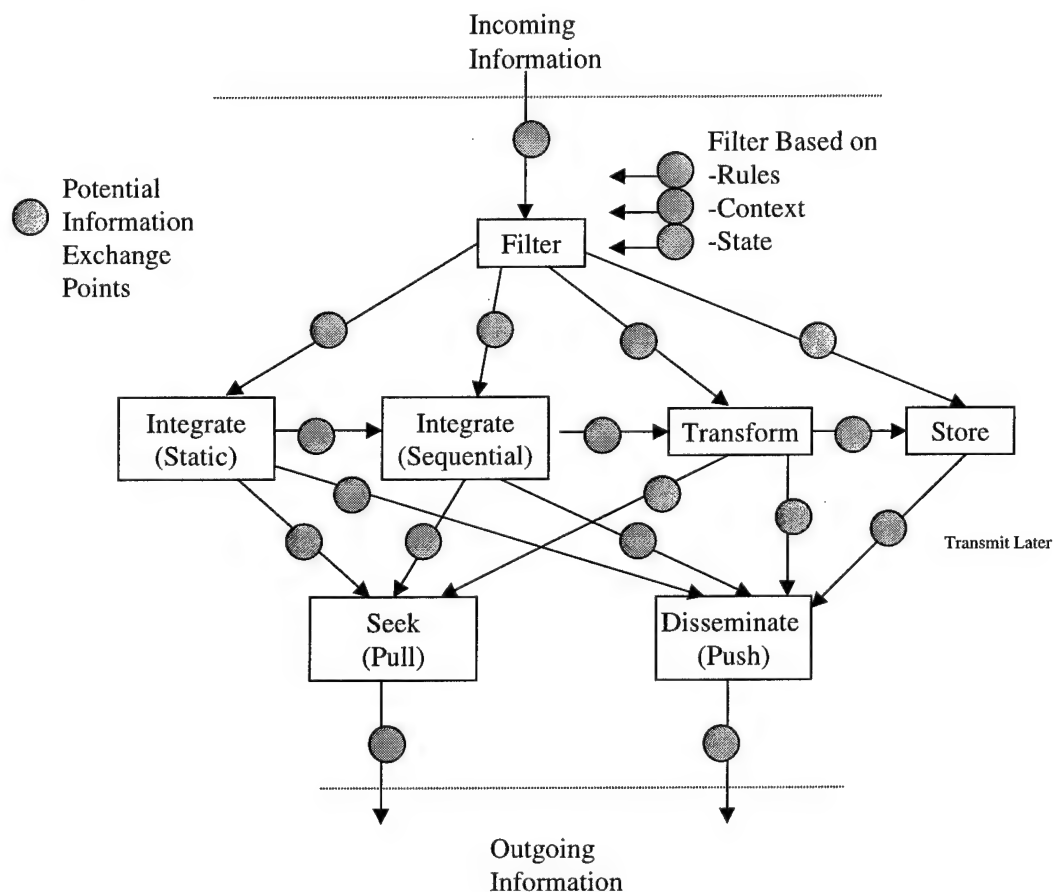 Incoming
Information
Filter Based on
-Rules
-Context
-State
Potential
Information
Exchange
Points
Filter
Integrate
(Static)
Integrate
(Sequential)
Transform
Store
Transmit Later
Seek
(Pull)
Disseminate
(Push)
Outgoing
Information